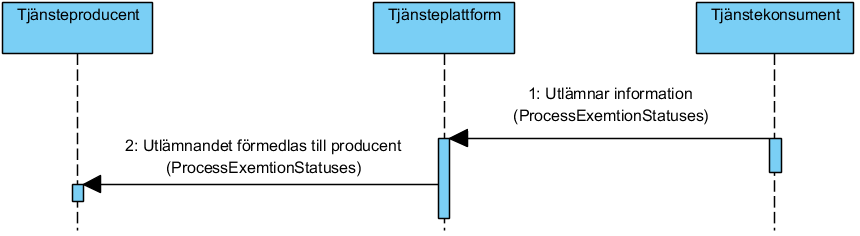 Tjänsteproducent
Tjänsteplattform
Tjänstekonsument
1: Utlämnar information
(ProcessExemtionStatuses)
2: Utlämnandet förmedlas till producent
(ProcessExemtionStatuses)